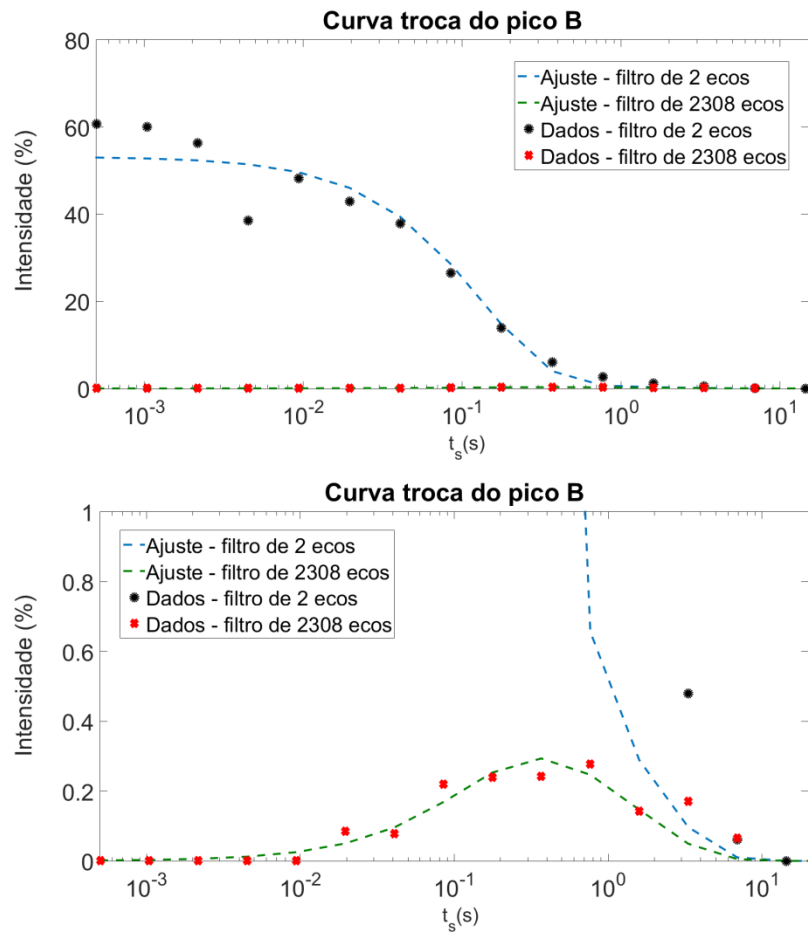 Curva troca do pico B
80
60
40
20
0
Intensidade (%)
Ajuste - filtro de 2 ecos
Ajuste - filtro de 2308 ecos
Dados - filtro de 2 ecos
Dados - filtro de 2308 ecos
10^-3 10^-2 10^-1 10^0 10^1
t_s(s)
Curva troca do pico B
1
0.8
0.6
0.4
0.2
0
Intensidade (%)
Ajuste - filtro de 2 ecos
Ajuste - filtro de 2308 ecos
Dados - filtro de 2 ecos
Dados - filtro de 2308 ecos
10^-3 10^-2 10^-1 10^0 10^1
t_s(s)